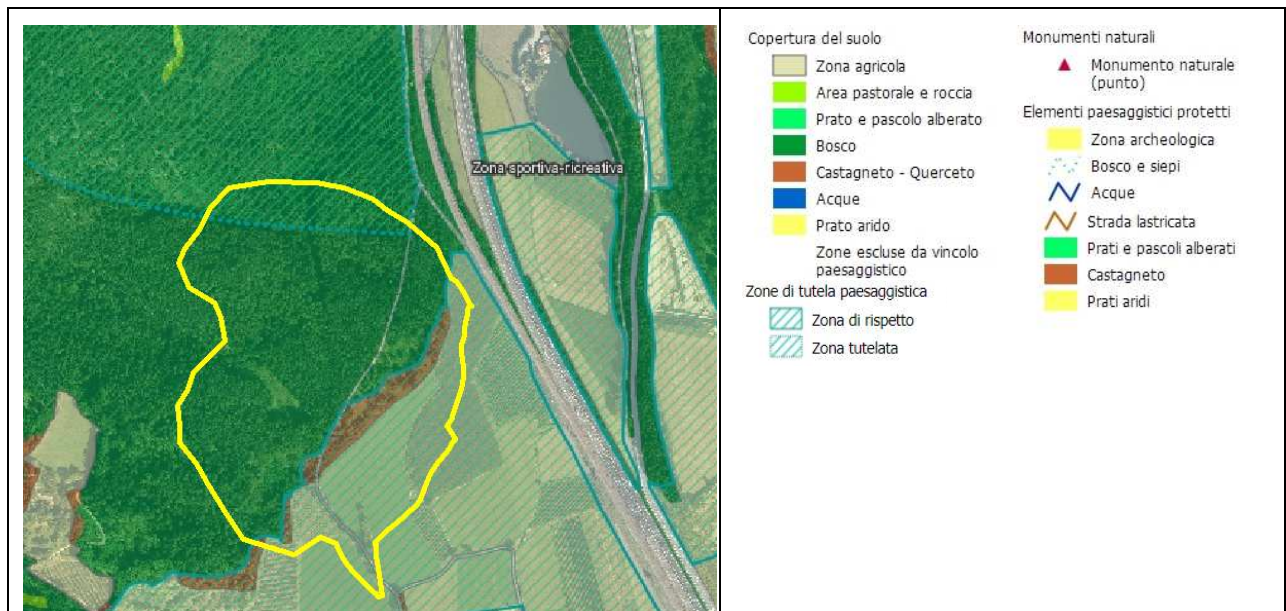 Zona sportiva-ricreativa
Copertura del suolo
Zona agricola
Area pastorale e roccia
Prato e pascolo alberato
Bosco
Castagneto - Querceto
Acque
Prato arido
Zone escluse da vincolo
paesaggistico
Zone di tutela paesaggistica
Zona di rispetto
Zona tutelata
Monumenti naturali
Monumento naturale
(punto)
Elementi paesaggistici protetti
Zona archeologica
Bosco e siepi
Acque
Strada lastricata
Prati e pascoli alberati
Castagneto
Prati aridi